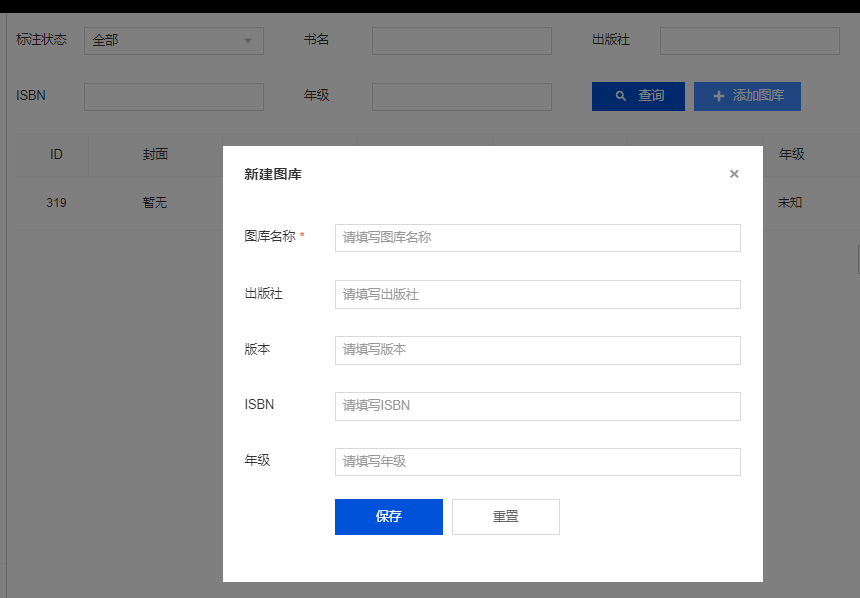 标注状态 全部 书名 出版社
ISBN 年级 查询 添加图库
ID 封面 年级
319 暂无 未知
新建图库 ×
图库名称 * 请填写图库名称
出版社 请填写出版社
版本 请填写版本
ISBN 请填写ISBN
年级 请填写年级
保存 重置